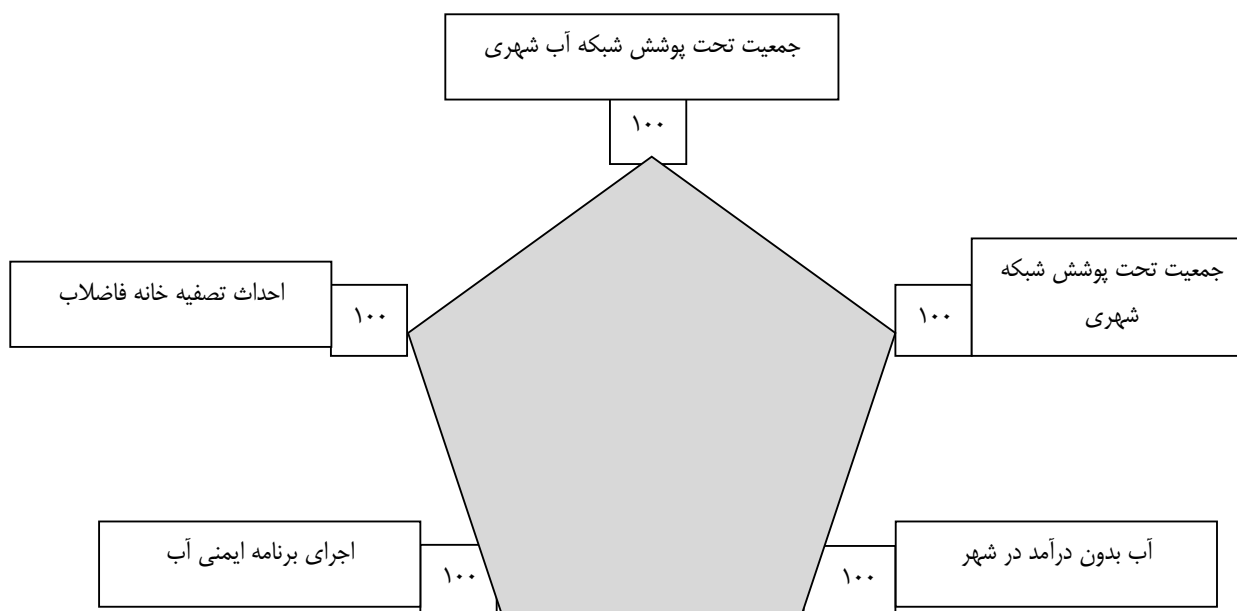 جمعیت تحت پوشش شبکه آب شهری
۱۰۰
جمعیت تحت پوشش شبکه
شهری
۱۰۰
احداث تصفیه خانه فاضلاب
۱۰۰
آب بدون درآمد در شهر
۱۰۰
اجرای برنامه ایمنی آب
۱۰۰